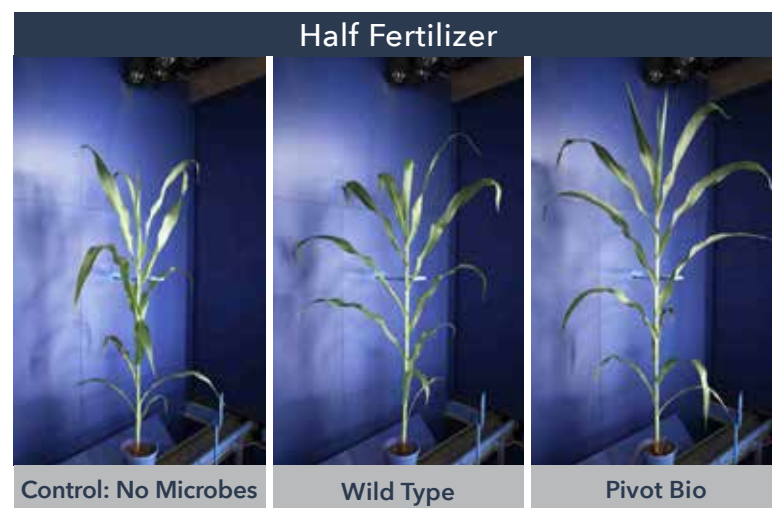 Half Fertilizer
Control: No Microbes
Wild Type
Pivot Bio